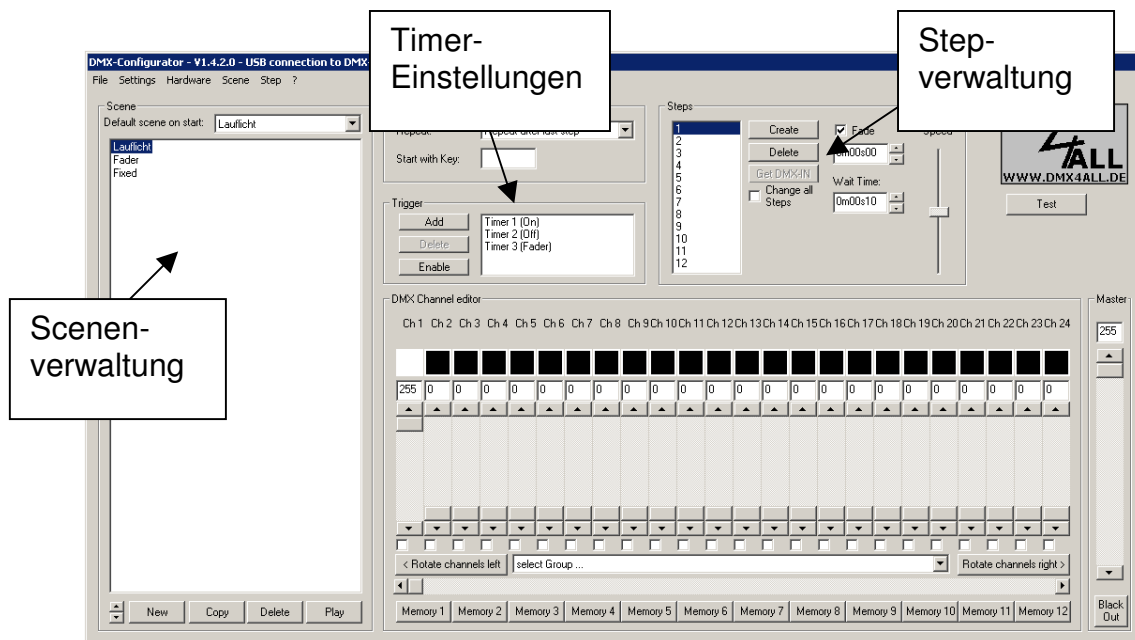 Timer-
Einstellungen
Step-
verwaltung
Scenen-
verwaltung
DMX-Configurator - V1.4.2.0 - USB connection to DMX-
File Settings Hardware Scene Step ?
Scene
Default scene on start: Lauflicht
Lauflicht
Fader
Fixed
New Copy Delete Play
Repeat: Repeat after last step
Start with Key:
Trigger
Add
Delete
Enable
Timer 1 (On)
Timer 2 (Off)
Timer 3 (Fader)
Steps
1
2
3
4
5
6
7
8
9
10
11
12
Create
Delete
Get DMX-IN
Change all
Steps
Fade
0m00s00
Wait Time:
0m00s10
Speed
4ALL
WWW.DMX4ALL.DE
Test
DMX Channel editor
Ch 1 Ch 2 Ch 3 Ch 4 Ch 5 Ch 6 Ch 7 Ch 8 Ch 9 Ch 10 Ch 11 Ch 12 Ch 13 Ch 14 Ch 15 Ch 16 Ch 17 Ch 18 Ch 19 Ch 20 Ch 21 Ch 22 Ch 23 Ch 24
255 0 0 0 0 0 0 0 0 0 0 0 0 0 0 0 0 0 0 0 0 0 0 0
< Rotate channels left select Group ... Rotate channels right >
Memory 1 Memory 2 Memory 3 Memory 4 Memory 5 Memory 6 Memory 7 Memory 8 Memory 9 Memory 10 Memory 11 Memory 12
Master
255
Black
Out